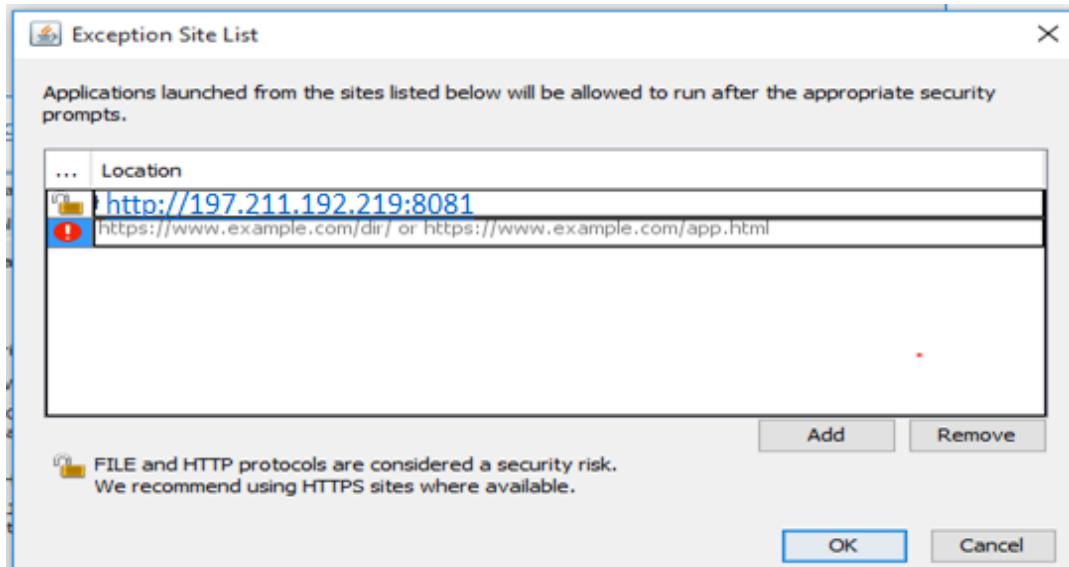 Exception Site List
Applications launched from the sites listed below will be allowed to run after the appropriate security
prompts.
... Location
http://197.211.192.219:8081
https://www.example.com/dir/ or https://www.example.com/app.html
Add Remove
FILE and HTTP protocols are considered a security risk.
We recommend using HTTPS sites where available.
OK Cancel